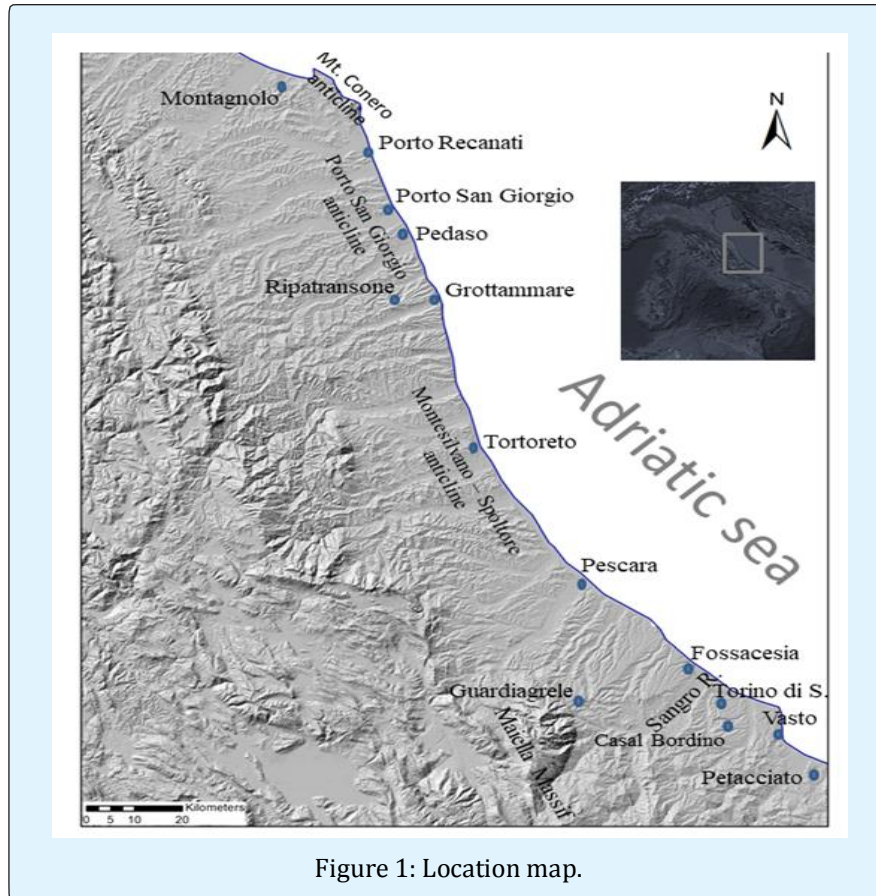 Mt. Conero
anticline
Montagnolo
N
Porto Recanati
Porto San Giorgio
anticline
Porto San Giorgio
Pedaso
Ripatransone
Grottammare
Adriatic sea
Montesilvano – Spoltore
anticline
Tortoreto
Pescara
Fossacesia
Sangro R.
Torino di S.
Guardiagrele
Vasto
Casal Bordino
Maiella Massif
Petacciato
Kilometers
0 5 10 20
Figure 1: Location map.